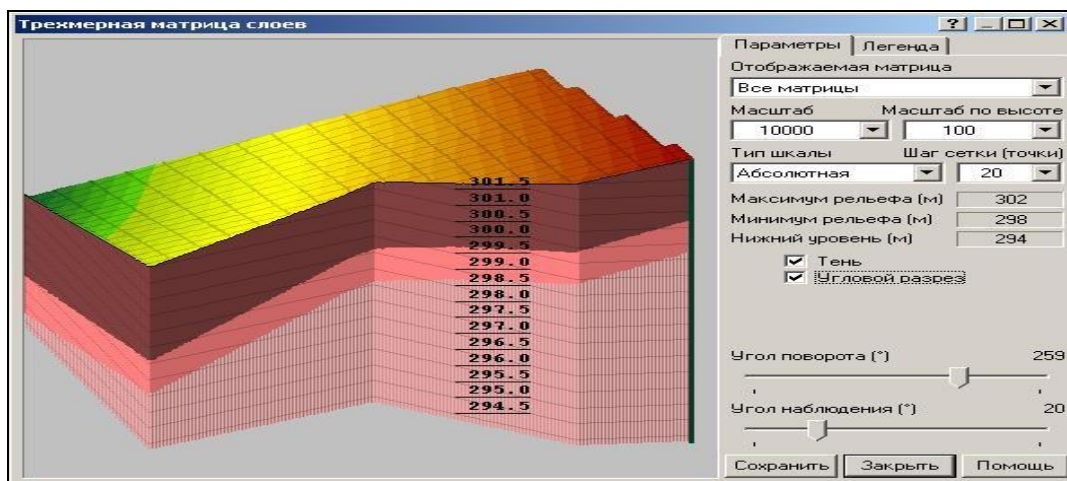 Трехмерная матрица слоев
Параметры Легенда
Отображаемая матрица
Все матрицы
Масштаб Масштаб по высоте
10000 100
Тип шкалы Шаг сетки (точки)
Абсолютная 20
Максимум рельефа (м) 302
Минимум рельефа (м) 298
Нижний уровень (м) 294
Тень
Угловой разрез
Угол поворота (°) 259
Угол наблюдения (°) 20
Сохранить Закрыть Помощь
301.5
301.0
300.5
300.0
299.5
299.0
298.5
298.0
297.5
297.0
296.5
296.0
295.5
295.0
294.5